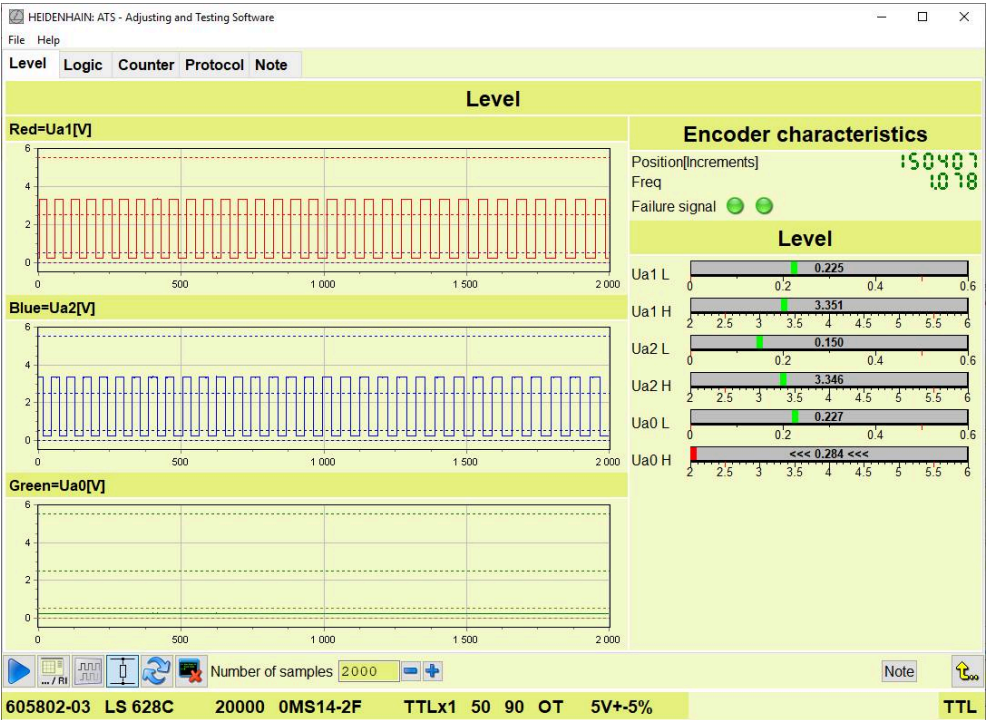 HEIDENHAIN: ATS - Adjusting and Testing Software
File Help
Level Logic Counter Protocol Note
Level
Red=Ua1[V]
6
4
2
0
0 500 1 000 1 500 2 000
Blue=Ua2[V]
6
4
2
0
0 500 1 000 1 500 2 000
Green=Ua0[V]
6
4
2
0
0 500 1 000 1 500 2 000
Encoder characteristics
Position[Increments] 150407
Freq 1.078
Failure signal
Level
Ua1 L 0.225
0 0.2 0.4 0.6
Ua1 H 3.351
2 2.5 3 3.5 4 4.5 5 5.5 6
Ua2 L 0.150
0 0.2 0.4 0.6
Ua2 H 3.346
2 2.5 3 3.5 4 4.5 5 5.5 6
Ua0 L 0.227
0 0.2 0.4 0.6
Ua0 H <<< 0.284 <<<
2 2.5 3 3.5 4 4.5 5 5.5 6
... / RI Number of samples 2000 Note
605802-03 LS 628C 20000 0MS14-2F TTLx1 50 90 OT 5V+-5% TTL